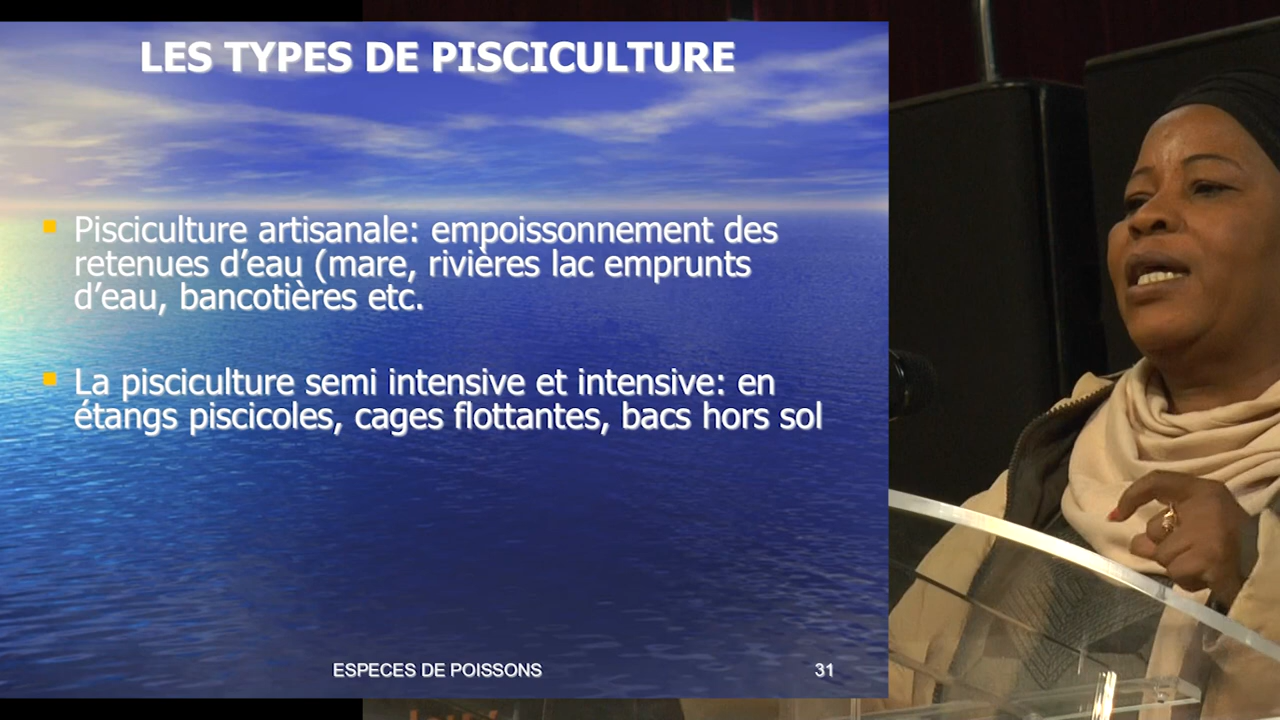 LES TYPES DE PISCICULTURE
Pisciculture artisanale: empoissonnement des
retenues d’eau (mare, rivières lac emprunts
d’eau, bancotières etc.
La pisciculture semi intensive et intensive: en
étangs piscicoles, cages flottantes, bacs hors sol
ESPECES DE POISSONS 31